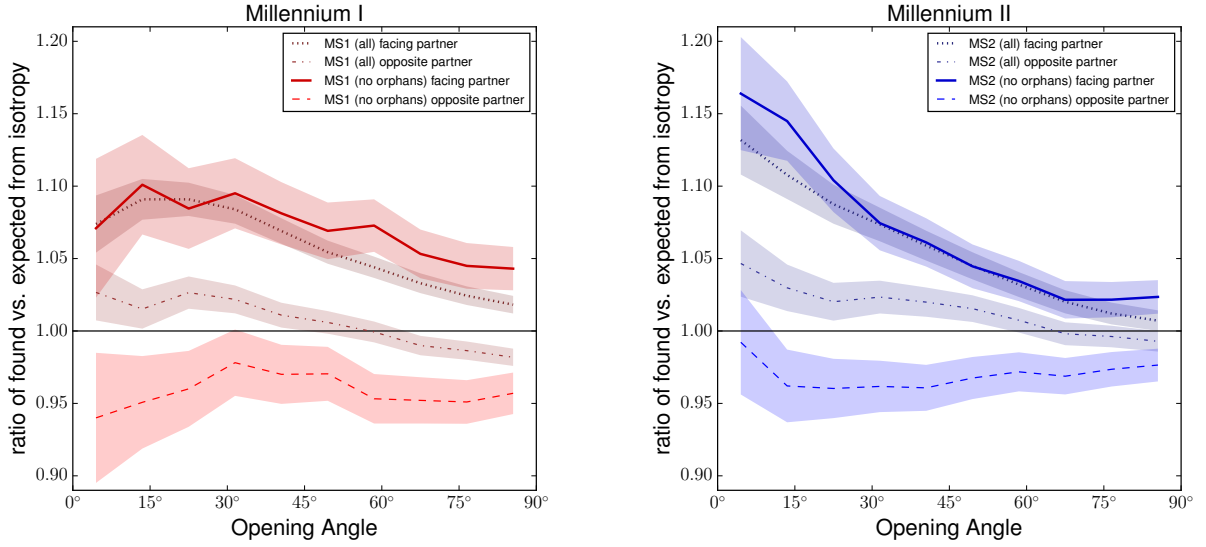 Millennium I
MS1 (all) facing partner
MS1 (all) opposite partner
MS1 (no orphans) facing partner
MS1 (no orphans) opposite partner
1.20
1.15
1.10
1.05
1.00
0.95
0.90
ratio of found vs. expected from isotropy
0° 15° 30° 45° 60° 75° 90°
Opening Angle
Millennium II
MS2 (all) facing partner
MS2 (all) opposite partner
MS2 (no orphans) facing partner
MS2 (no orphans) opposite partner
1.20
1.15
1.10
1.05
1.00
0.95
0.90
ratio of found vs. expected from isotropy
0° 15° 30° 45° 60° 75° 90°
Opening Angle